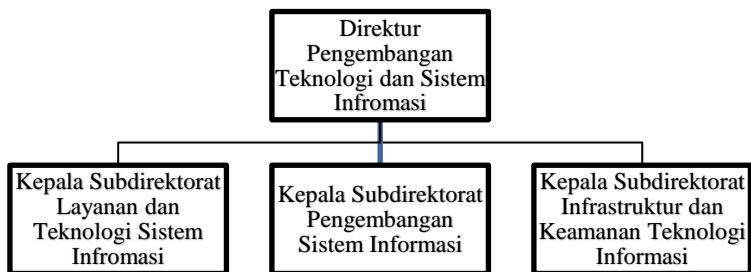 Direktur
Pengembangan
Teknologi dan Sistem
Infromasi
Kepala Subdirektorat
Layanan dan
Teknologi Sistem
Infromasi
Kepala Subdirektorat
Pengembangan
Sistem Informasi
Kepala Subdirektorat
Infrastruktur dan
Keamanan Teknologi
Informasi